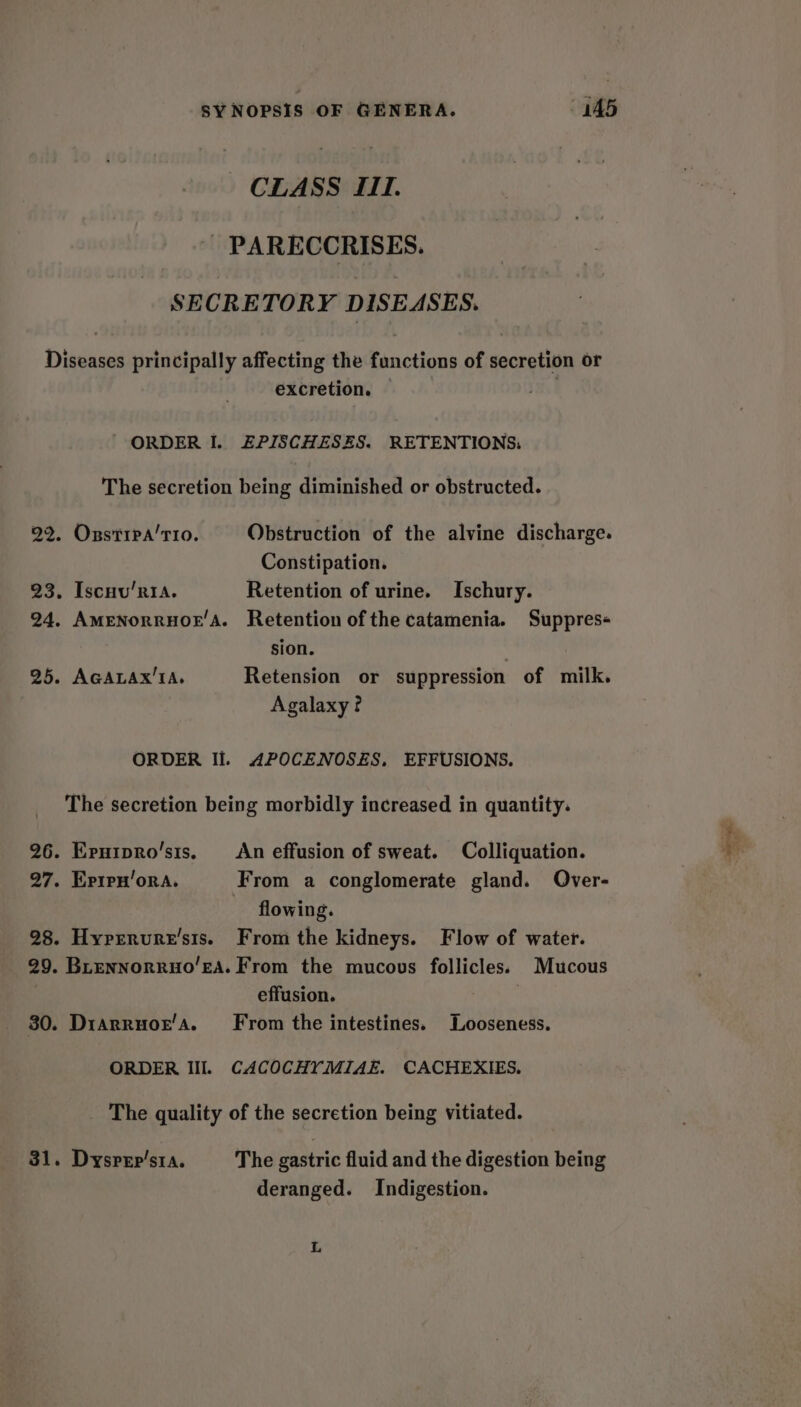 SYNOPSIS OF GENERA. 145
CLASS III.
PARECCRISES.
SECRETORY DISEASES.
Diseases principally affecting the functions of secretion or
excretion.
ORDER I. EPISCHESES. RETENTIONS.
The secretion being diminished or obstructed.
22. OBSTIPA'TIO. Obstruction of the alvine discharge.
Constipation.
23. ISCHU'RIA. Retention of urine. Ischury.
24. AMENORRHOE'A. Retention of the catamenia. Suppres-
sion.
25. AGALAX'IA. Retension or suppression of milk.
Agalaxy?
ORDER II. APOCENOSES. EFFUSIONS.
The secretion being morbidly increased in quantity.
26. EPHIDRO'SIS. An effusion of sweat. Colliquation.
27. EPIPH'ORA. From a conglomerate gland. Over-
flowing.
28. HYPERURE'SIS. From the kidneys. Flow of water.
29. BLENNORRHO'EA. From the mucous follicles. Mucous
effusion.
30. DIARRHOE'A. From the intestines. Looseness.
ORDER III. CACOCHYMIAE. CACHEXIES.
The quality of the secretion being vitiated.
31. DYSPEP'SIA. The gastric fluid and the digestion being
deranged. Indigestion.
L